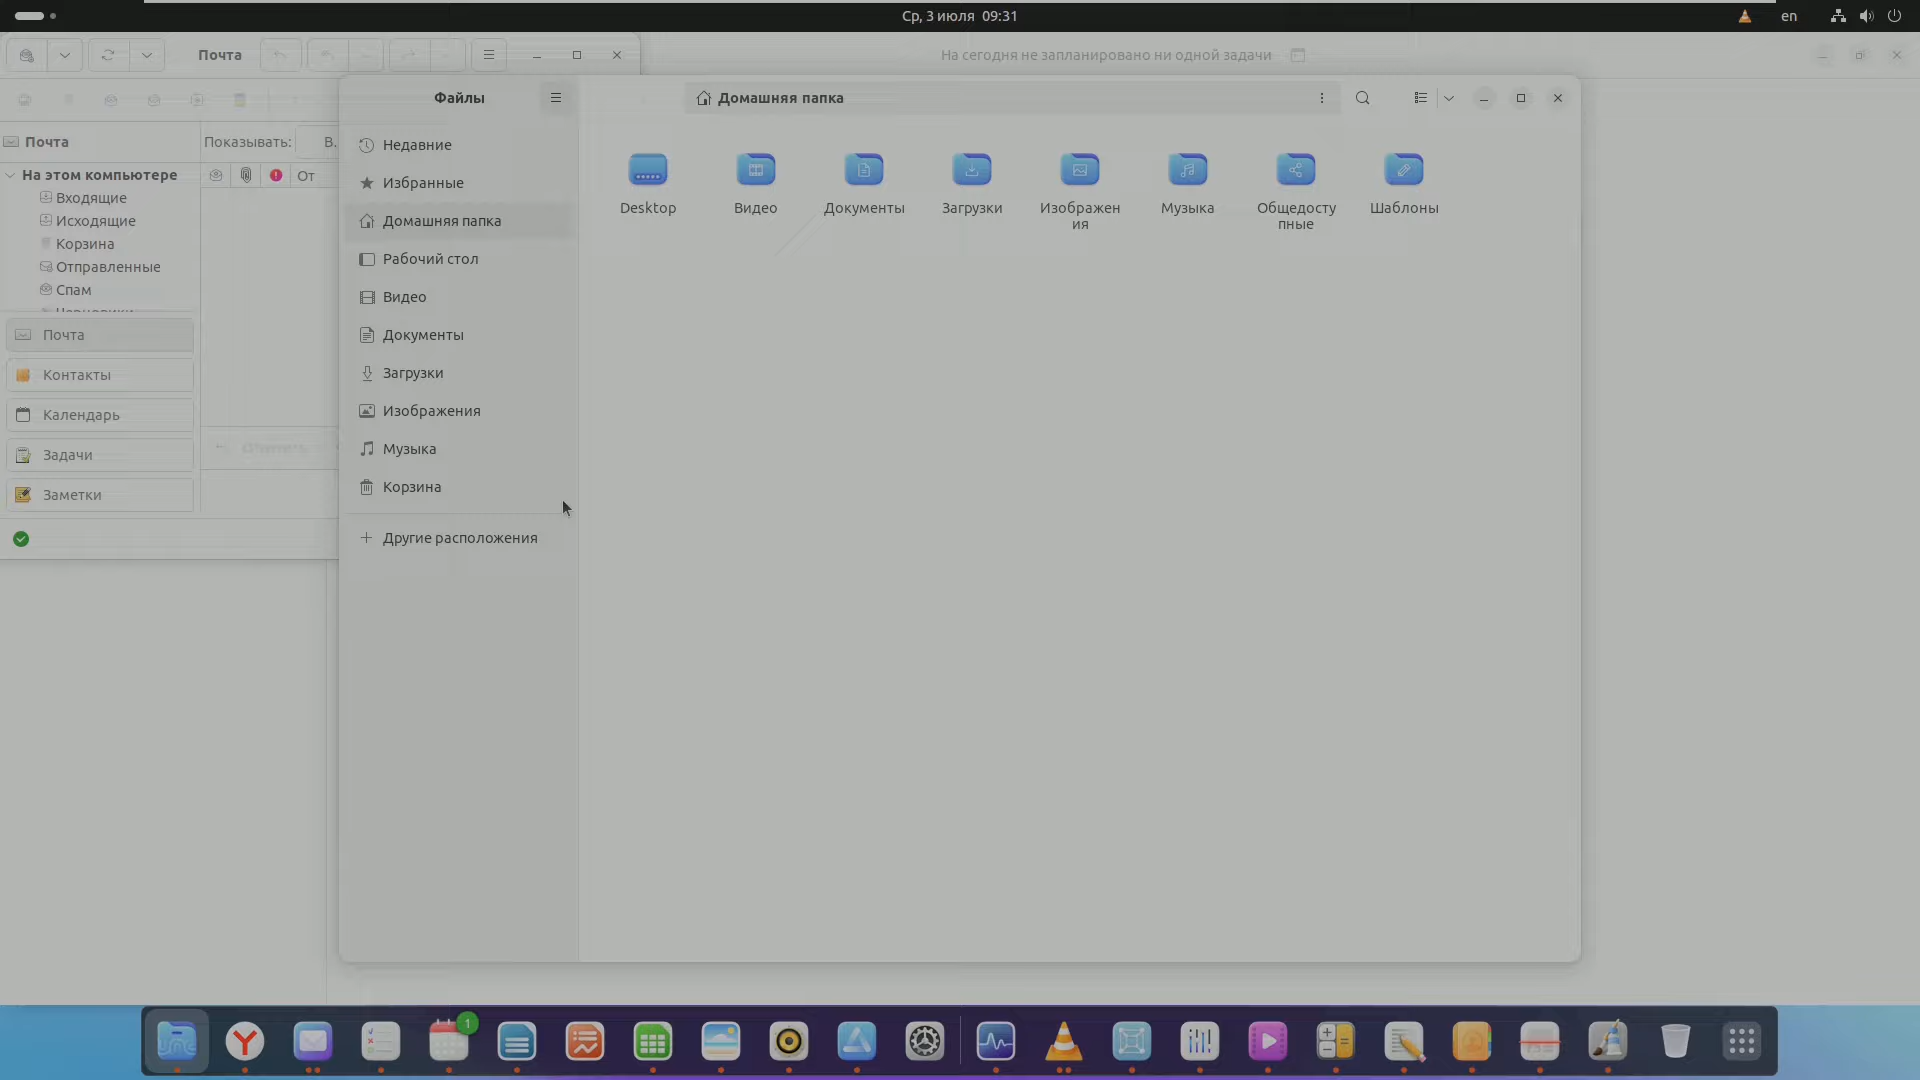 Ср, 3 июля 09:31
en
Почта
На сегодня не запланировано ни одной задачи
Файлы
Домашняя папка
Почта
Показывать:
В.
На этом компьютере
От
Входящие
Исходящие
Корзина
Отправленные
Спам
Черновики
Почта
Контакты
Календарь
Задачи
Заметки
Недавние
Избранные
Домашняя папка
Рабочий стол
Видео
Документы
Загрузки
Изображения
Музыка
Корзина
Другие расположения
Desktop
Видео
Документы
Загрузки
Изображен
ия
Музыка
Общедосту
пные
Шаблоны
1